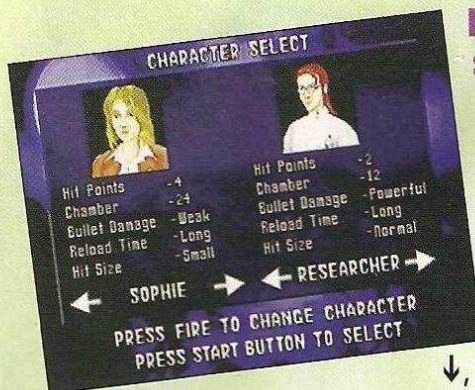 CHARACTER SELECT
Hit Points -4
Chamber -24
Bullet Damage -Weak
Reload Time -Long
Hit Size -Small
SOPHIE
Hit Points -2
Chamber -12
Bullet Damage -Powerful
Reload Time -Long
Hit Size -Normal
RESEARCHER
PRESS FIRE TO CHANGE CHARACTER
PRESS START BUTTON TO SELECT
↓,